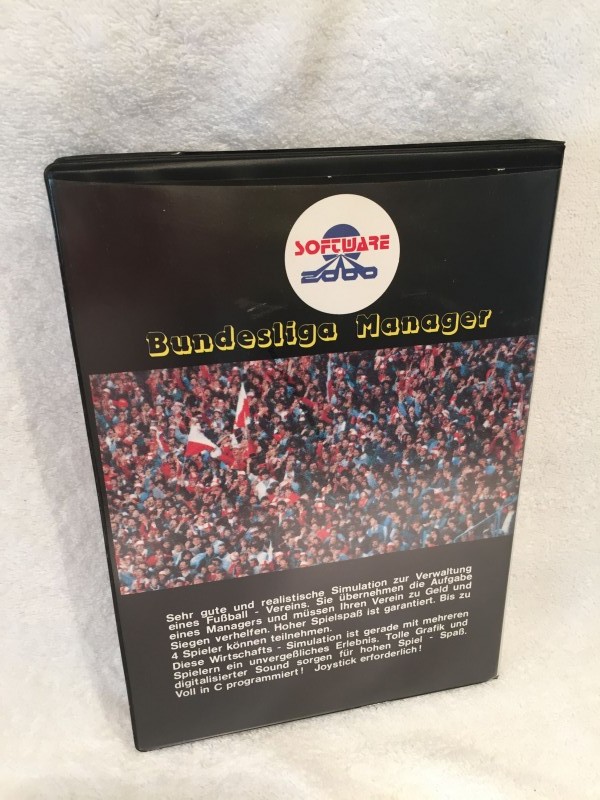 SOFTWARE
2000
Bundesliga Manager
Sehr gute und realistische Simulation zur Verwaltung
eines Fußball - Vereins. Sie übernehmen die Aufgabe
eines Managers und müssen Ihren Verein zu Geld und
Siegen verhelfen. Hoher Spielspaß ist garantiert. Bis zu
4 Spieler können teilnehmen.
Diese Wirtschafts - Simulation ist gerade mit mehreren
Spielern ein unvergeßliches Erlebnis. Tolle Grafik und
digitalisierter Sound sorgen für hohen Spiel - Spaß.
Voll in C programmiert! Joystick erforderlich!